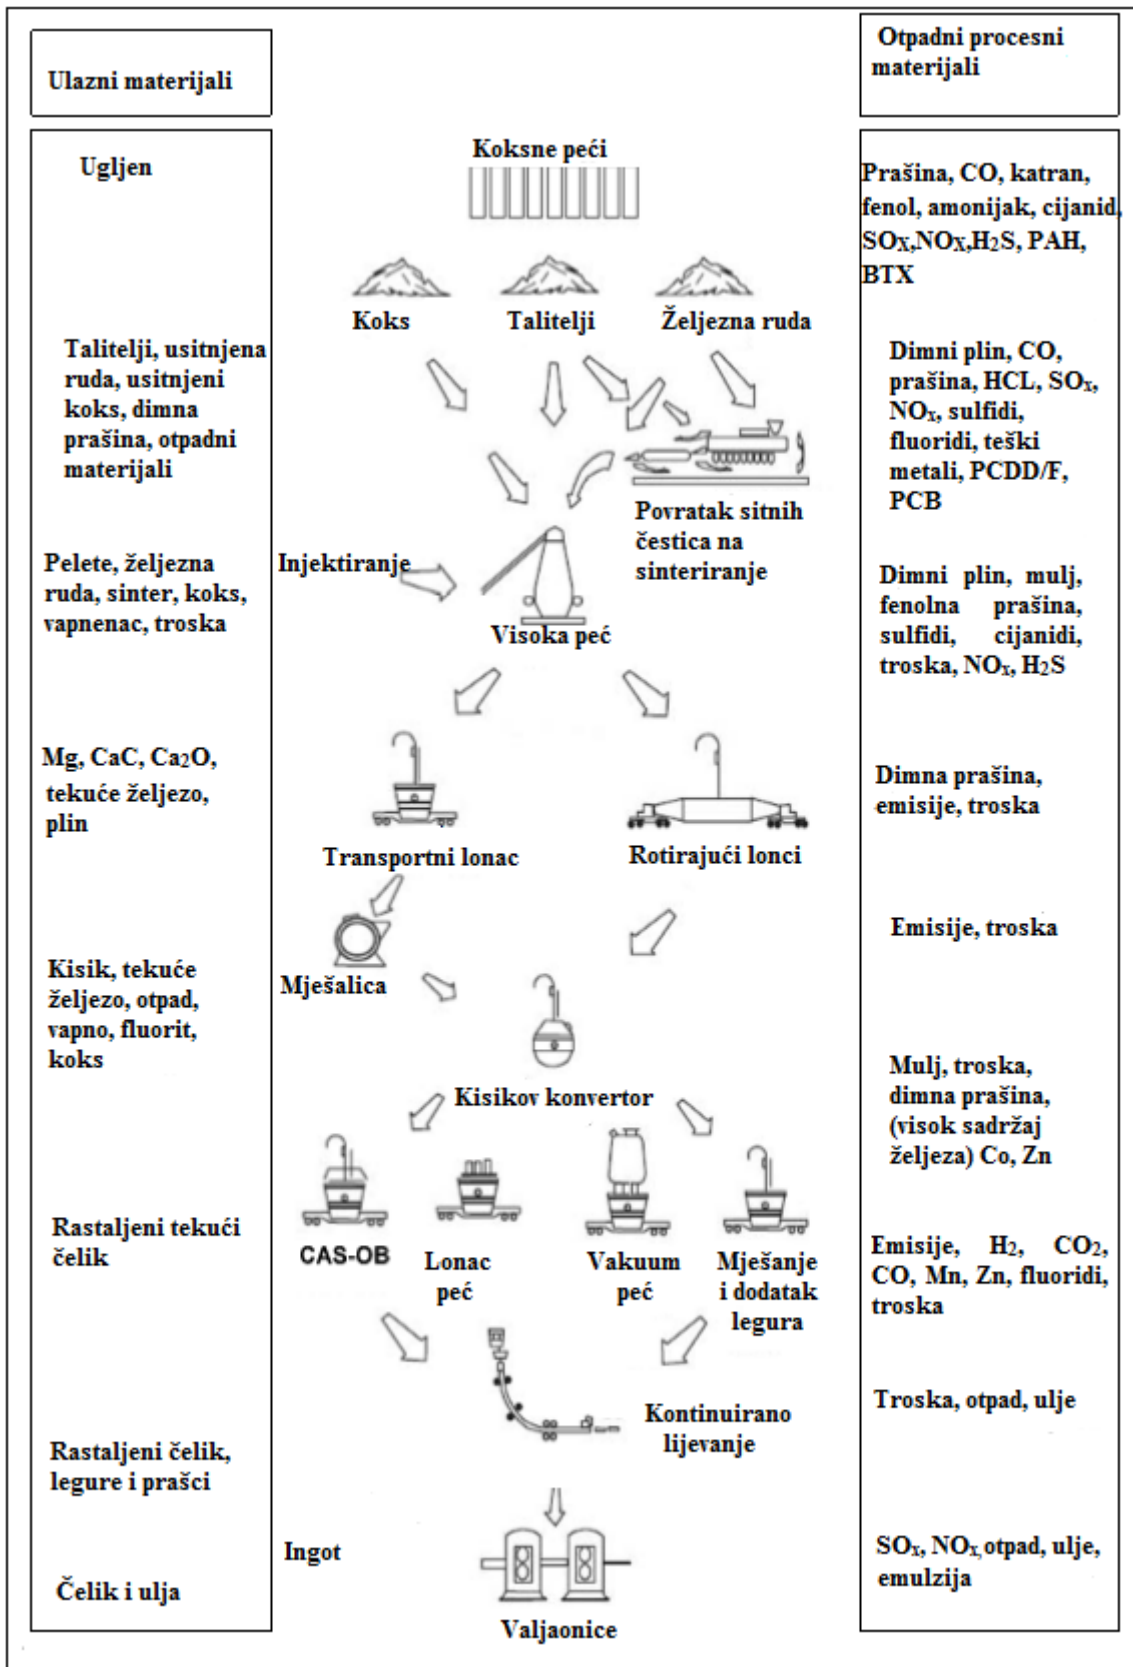 Ulazni materijali
Otpadni procesni
materijali
Ugljen
Koksne peći
Prašina, CO, katran,
fenol, amonijak, cijanid,
SOX,NOX,H2S, PAH,
BTX
Koks
Talitelji
Željezna ruda
Talitelji, usitnjena
ruda, usitnjeni
koks, dimna
prašina, otpadni
materijali
Dimni plin, CO,
prašina, HCL, SOx,
NOx, sulfidi,
fluoridi, teški
metali, PCDD/F,
PCB
Povratak sitnih
čestica na
sinteriranje
Pelete, željezna
ruda, sinter, koks,
vapnenac, troska
Injektiranje
Visoka peć
Dimni plin, mulj,
fenolna prašina,
sulfidi, cijanidi,
troska, NOx, H2S
Mg, CaC, Ca2O,
tekuće željezo,
plin
Transportni lonac
Rotirajući lonci
Dimna prašina,
emisije, troska
Mješalica
Emisije, troska
Kisik, tekuće
željezo, otpad,
vapno, fluorit,
koks
Kisikov konvertor
Mulj, troska,
dimna prašina,
(visok sadržaj
željeza) Co, Zn
Rastaljeni tekući
čelik
CAS-OB
Lonac
peć
Vakuum
peć
Mješanje
i dodatak
legura
Emisije, H2, CO2,
CO, Mn, Zn, fluoridi,
troska
Kontinuirano
lijevanje
Troska, otpad, ulje
Rastaljeni čelik,
legure i prašci
Ingot
Čelik i ulja
Valjaonice
SOx, NOx, otpad, ulje,
emulzija